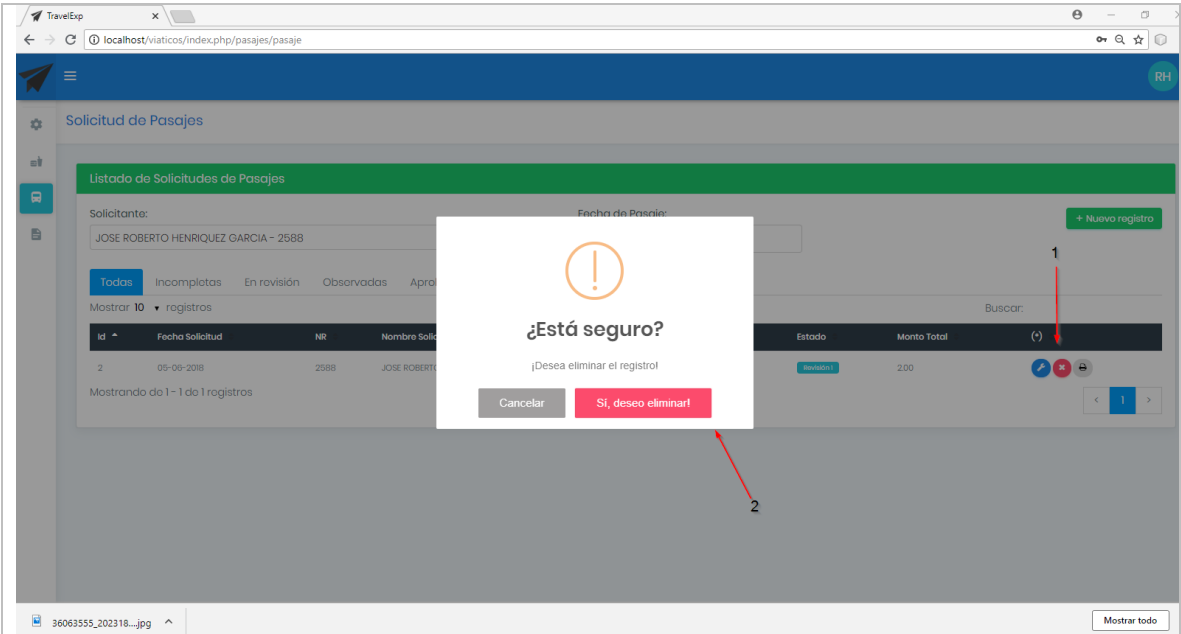 TravelExp
localhost/viaticos/index.php/pasajes/pasaje
RH
Solicitud de Pasajes
Listado de Solicitudes de Pasajes
Solicitante:
Fecha de Pasaje:
+ Nuevo registro
JOSE ROBERTO HENRIQUEZ GARCIA - 2588
1
Todas Incompletas En revisión Observadas
Mostrar 10 registros
Buscar:
Id Fecha Solicitud NR Nombre Estado Monto Total (*)
2 05-06-2018 2588 JOSE Revisión 1 2.00
Mostrando de 1 - 1 de 1 registros
< 1 >
¿Está seguro?
¡Desea eliminar el registro!
Cancelar Sí, deseo eliminar!
2
36063555_202318....jpg
Mostrar todo